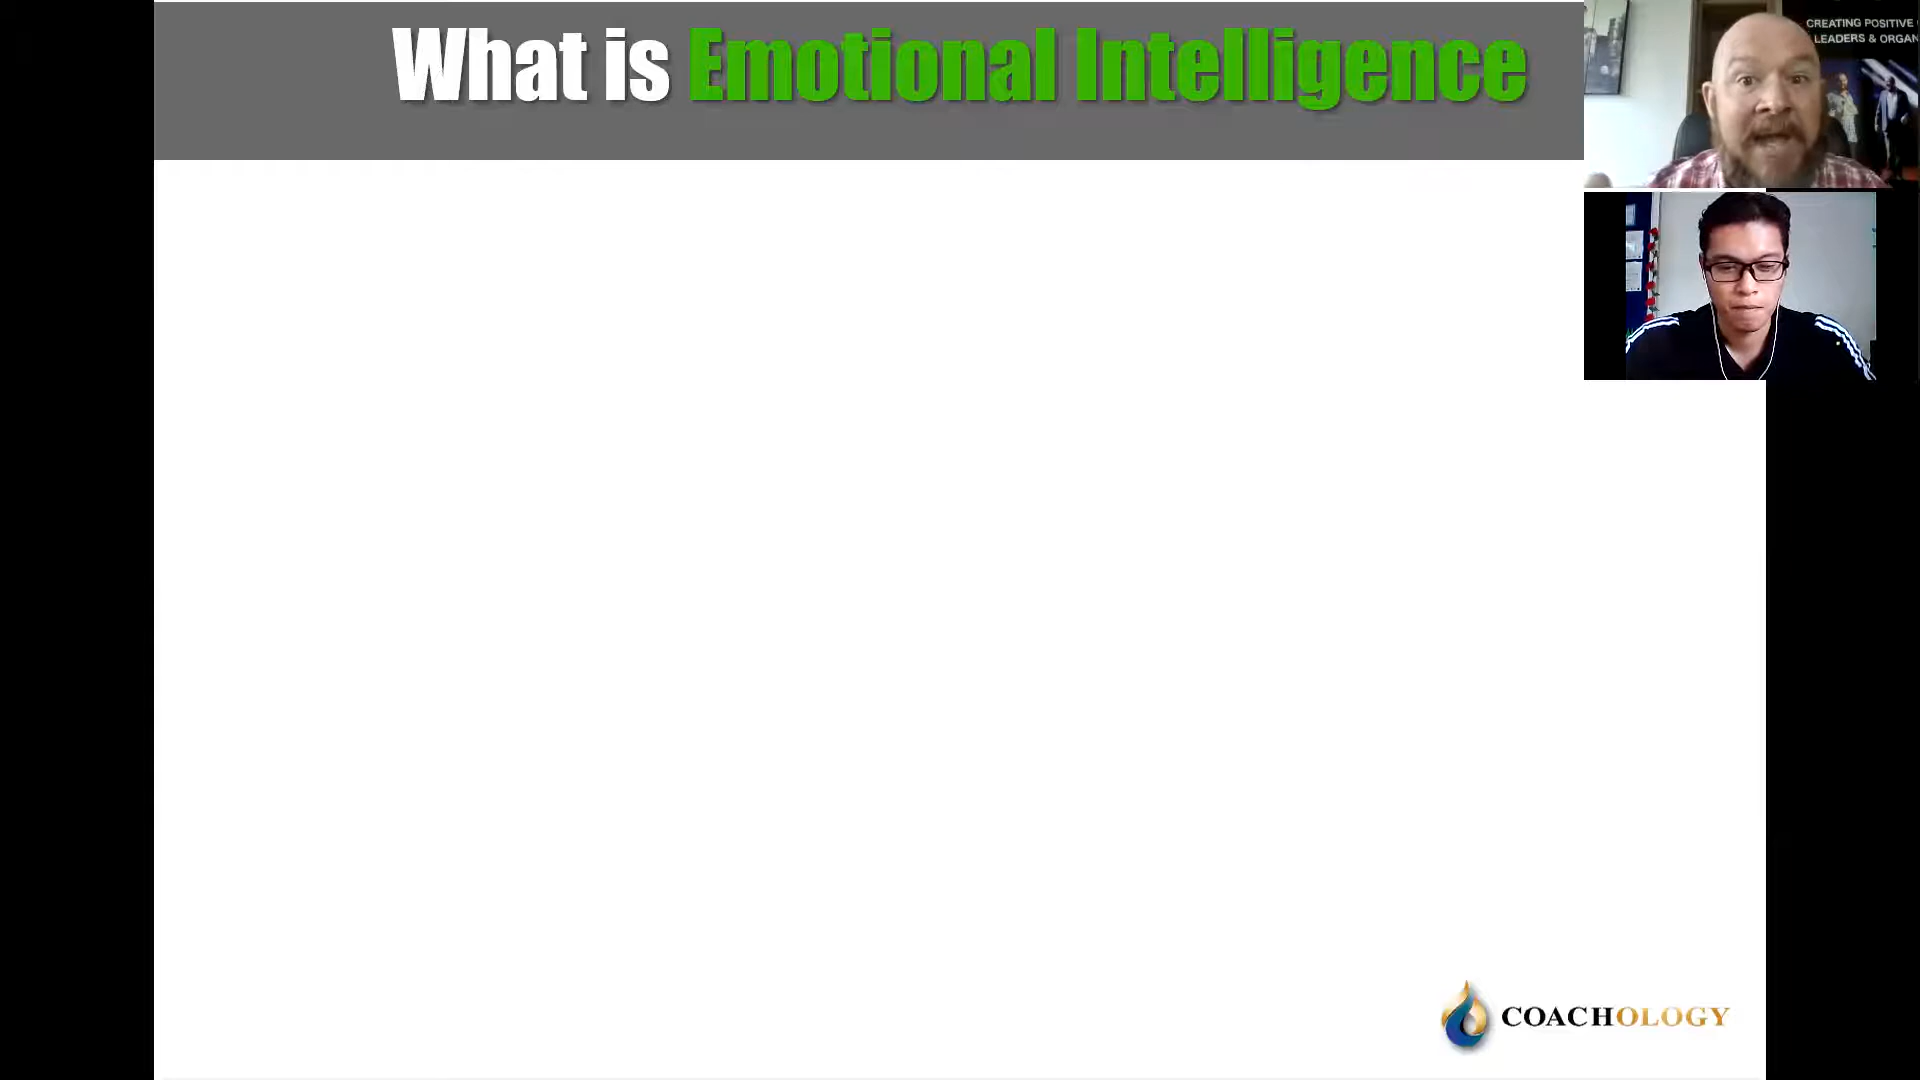 What is Emotional Intelligence
CREATING POSITIVE
LEADERS & ORGAN
COACHOLOGY